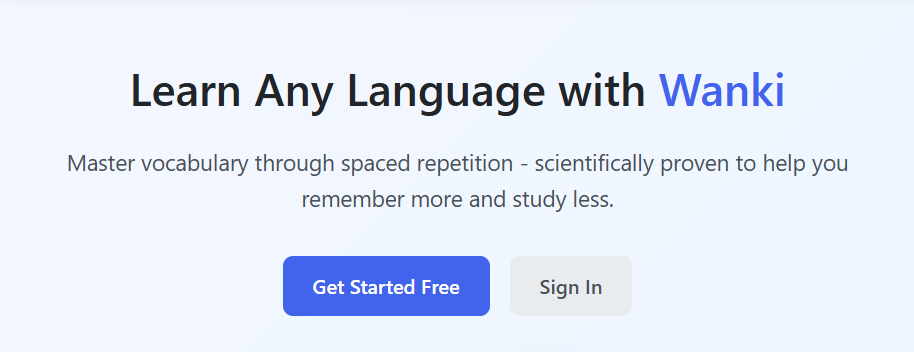 Learn Any Language with Wanki
Master vocabulary through spaced repetition - scientifically proven to help you
remember more and study less.
Get Started Free
Sign In